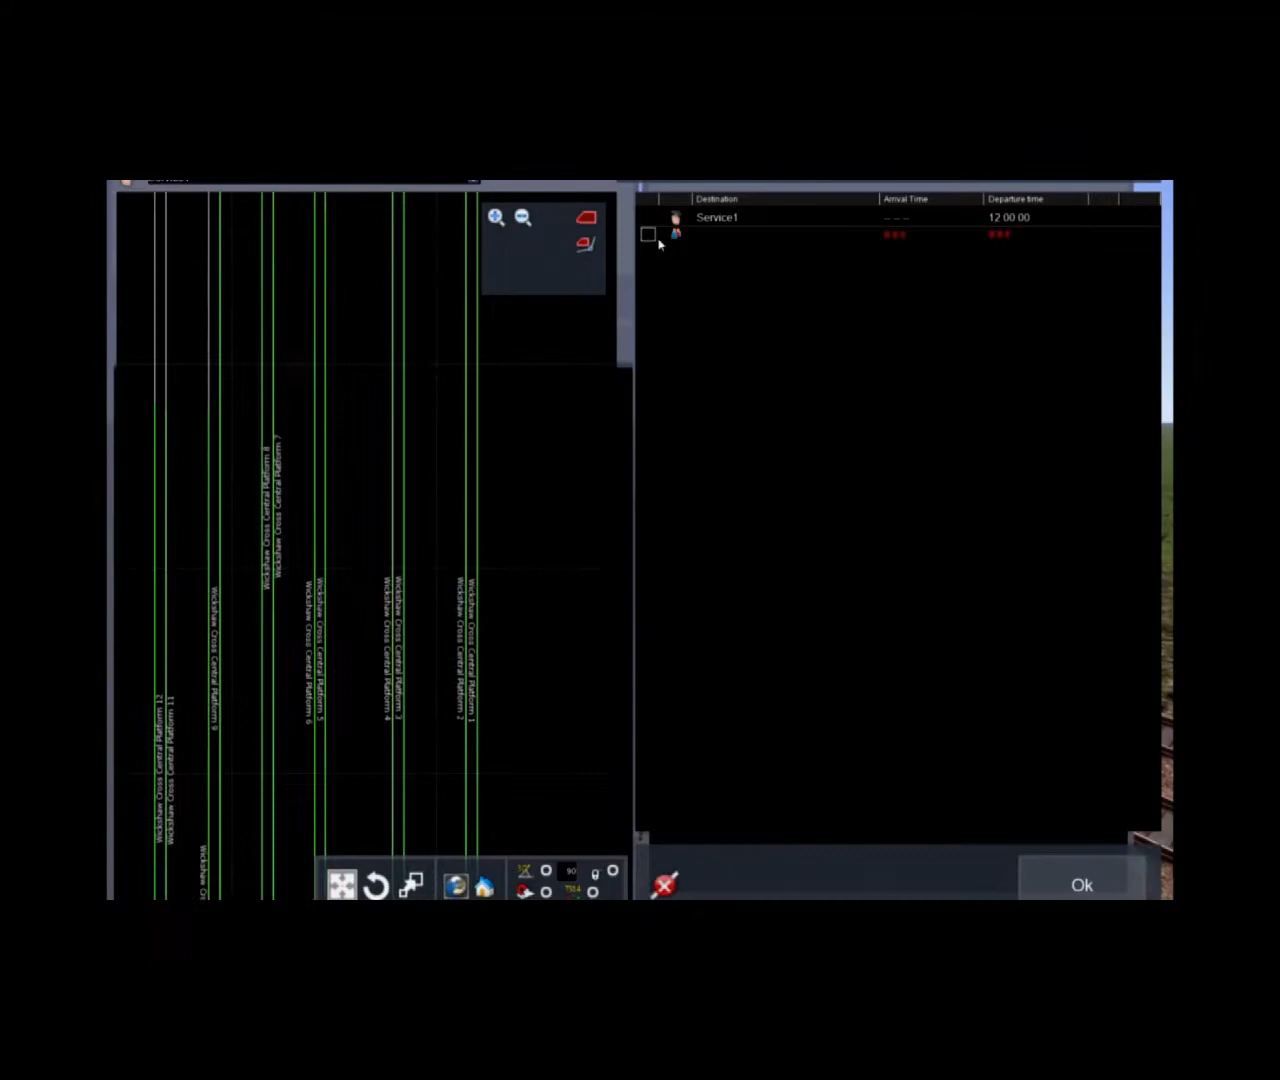 Destination
Arrival Time
Departure time
Service1
-- -- --
12 00 00
Wickshaw Cross Central Platform 12
Wickshaw Cross Central Platform 11
Wickshaw Cross Central Platform 9
Wickshaw Cross Central Platform 8
Wickshaw Cross Central Platform 7
Wickshaw Cross Central Platform 6
Wickshaw Cross Central Platform 5
Wickshaw Cross Central Platform 4
Wickshaw Cross Central Platform 3
Wickshaw Cross Central Platform 2
Wickshaw Cross Central Platform 1
Wickshaw
90
Ok